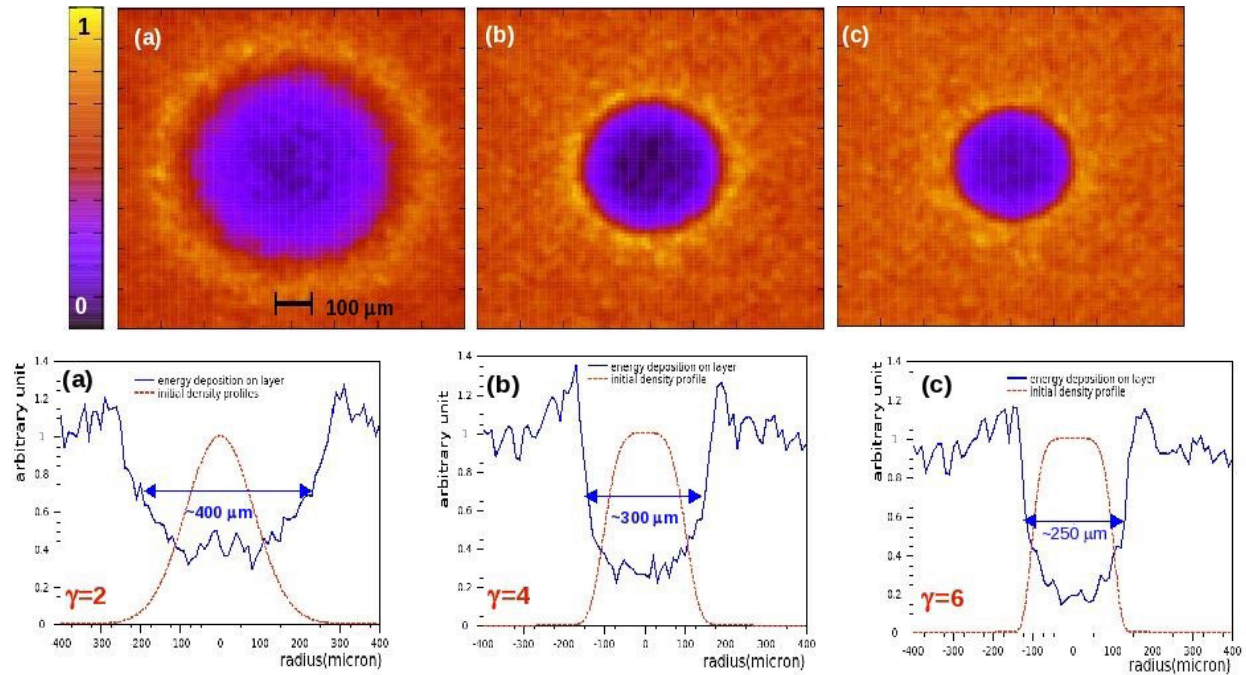 1
(a)
(b)
(c)
0
100 μm
(a)
energy deposition on layer
initial density profiles
arbitrary unit
1.4
1.2
1
0.8
0.6
0.4
0.2
0
~400 μm
γ=2
-400 -300 -200 -100 0 100 200 300 400
radius(micron)
(b)
energy deposition on layer
initial density profile
arbitrary unit
1.4
1.2
1
0.8
0.6
0.4
0.2
0
~300 μm
γ=4
-400 -300 -200 -100 0 100 200 300 400
radius(micron)
(c)
energy deposition on layer
initial density profile
arbitrary unit
1.4
1.2
1
0.8
0.6
0.4
0.2
0
~250 μm
γ=6
-400 -300 -200 -100 0 100 200 300 400
radius(micron)